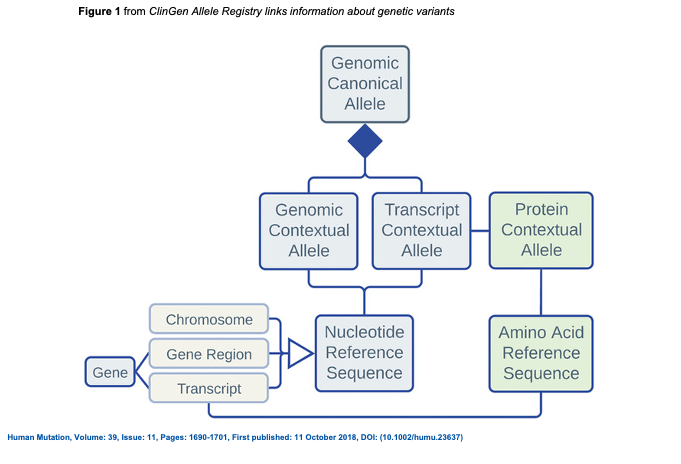 Figure 1 from ClinGen Allele Registry links information about genetic variants
Genomic
Canonical
Allele
Genomic
Contextual
Allele
Transcript
Contextual
Allele
Protein
Contextual
Allele
Chromosome
Gene Region
Transcript
Gene
Nucleotide
Reference
Sequence
Amino Acid
Reference
Sequence
Human Mutation, Volume: 39, Issue: 11, Pages: 1690-1701, First published: 11 October 2018, DOI: (10.1002/humu.23637)